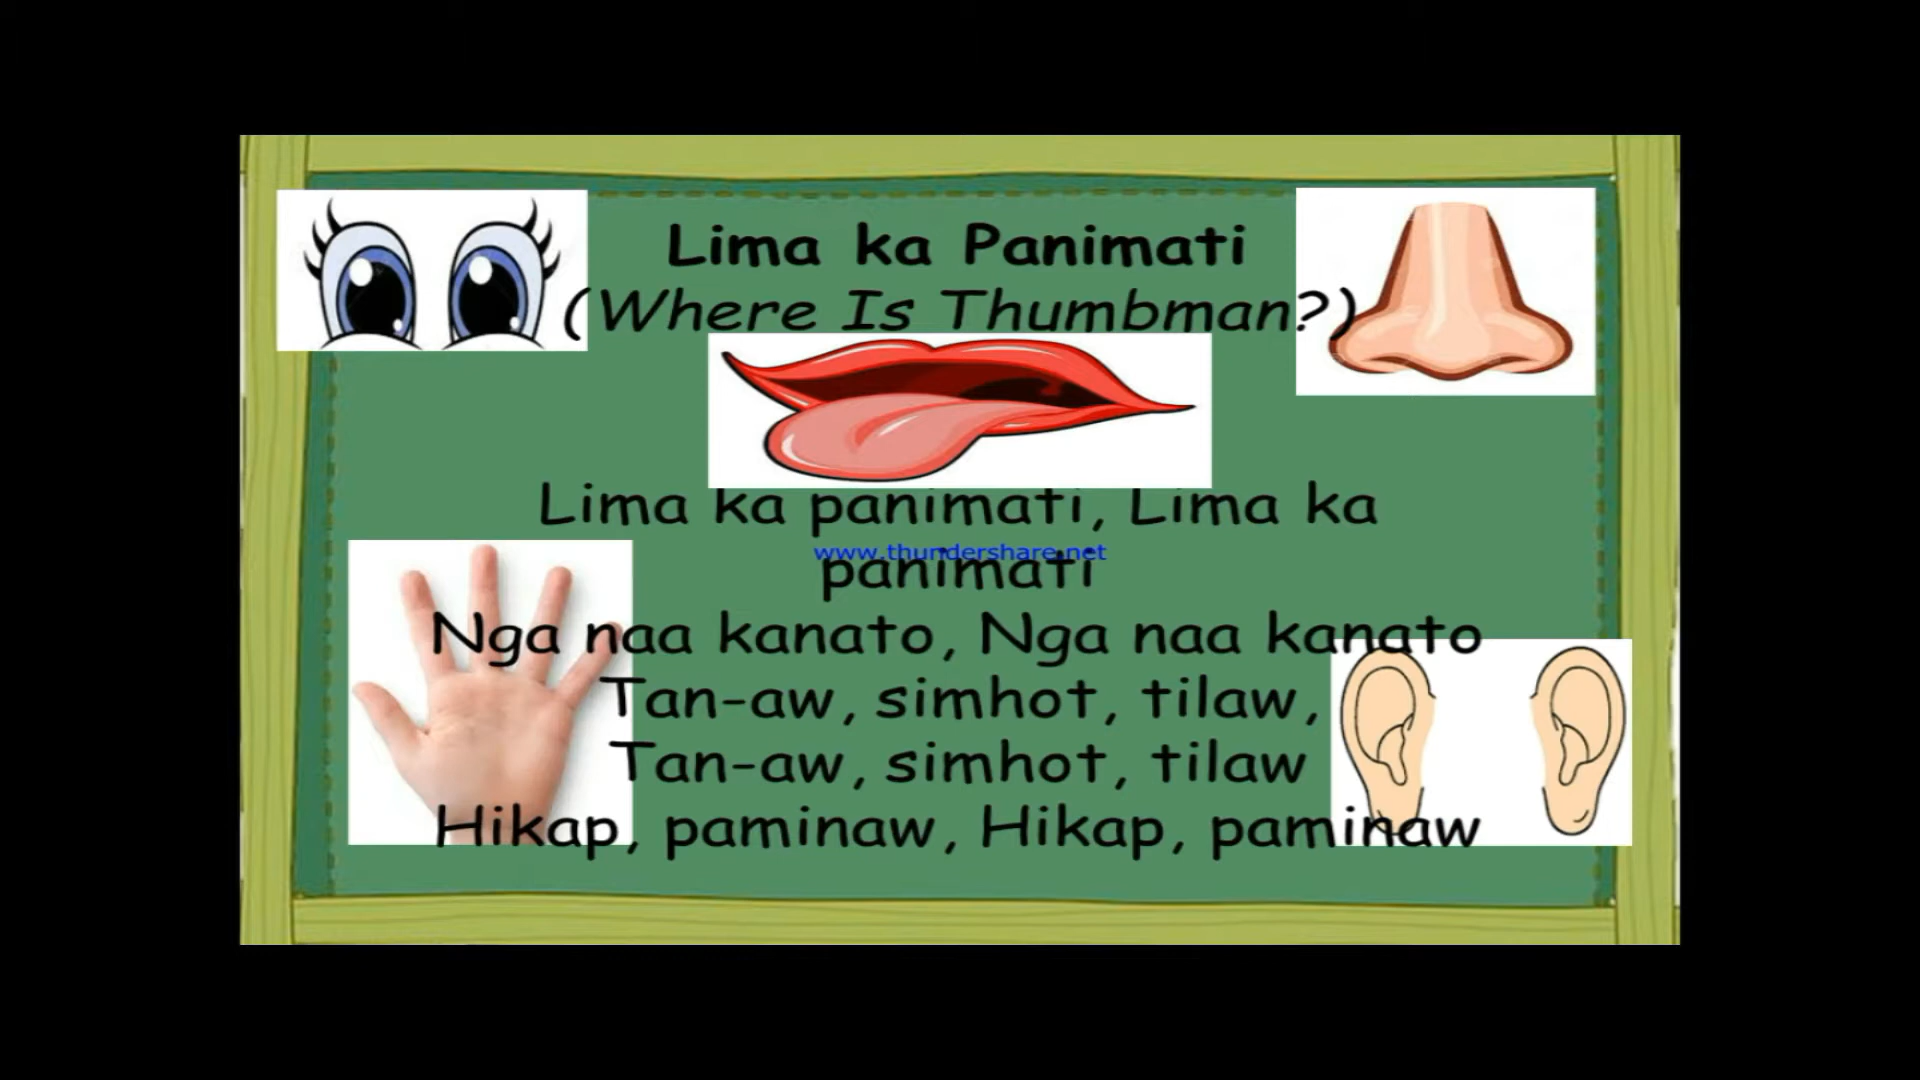 Lima ka Panimati
(Where Is Thumbman?)
Lima ka panimati, Lima ka
www.thundershare.net
panimati
Nga naa kanato, Nga naa kanato
Tan-aw, simhot, tilaw,
Tan-aw, simhot, tilaw
Hikap, paminaw, Hikap, paminaw